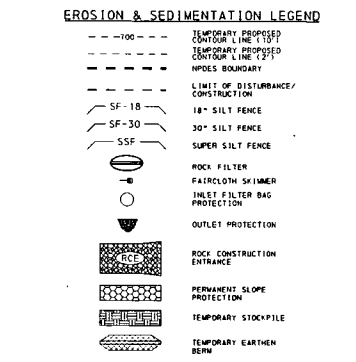 EROSION & SEDIMENTATION LEGEND
700
TEMPORARY PROPOSED
CONTOUR LINE (10')
TEMPORARY PROPOSED
CONTOUR LINE (2')
NPDES BOUNDARY
LIMIT OF DISTURBANCE/
CONSTRUCTION
SF-18
18" SILT FENCE
SF-30
30" SILT FENCE
SSF
SUPER SILT FENCE
ROCK FILTER
FAIRCLOTH SKIMMER
INLET FILTER BAG
PROTECTION
OUTLET PROTECTION
RCE
ROCK CONSTRUCTION
ENTRANCE
PERMANENT SLOPE
PROTECTION
TEMPORARY STOCKPILE
TEMPORARY EARTHEN
BERM